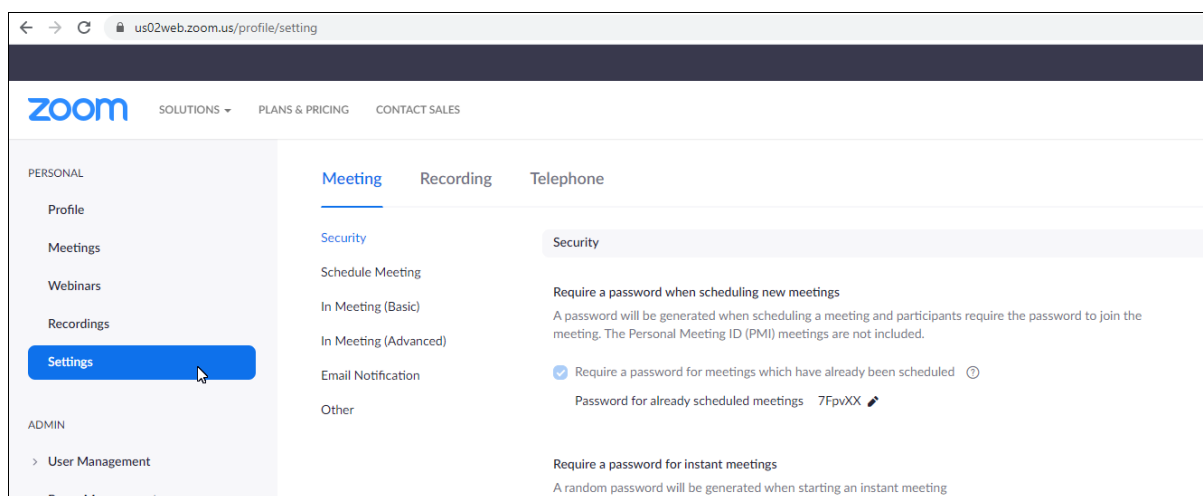 us02web.zoom.us/profile/setting
zoom SOLUTIONS PLANS & PRICING CONTACT SALES
PERSONAL
Profile
Meetings
Webinars
Recordings
Settings
ADMIN
User Management
Meeting Recording Telephone
Security
Schedule Meeting
In Meeting (Basic)
In Meeting (Advanced)
Email Notification
Other
Security
Require a password when scheduling new meetings
A password will be generated when scheduling a meeting and participants require the password to join the
meeting. The Personal Meeting ID (PMI) meetings are not included.
Require a password for meetings which have already been scheduled
Password for already scheduled meetings 7FpvXX
Require a password for instant meetings
A random password will be generated when starting an instant meeting